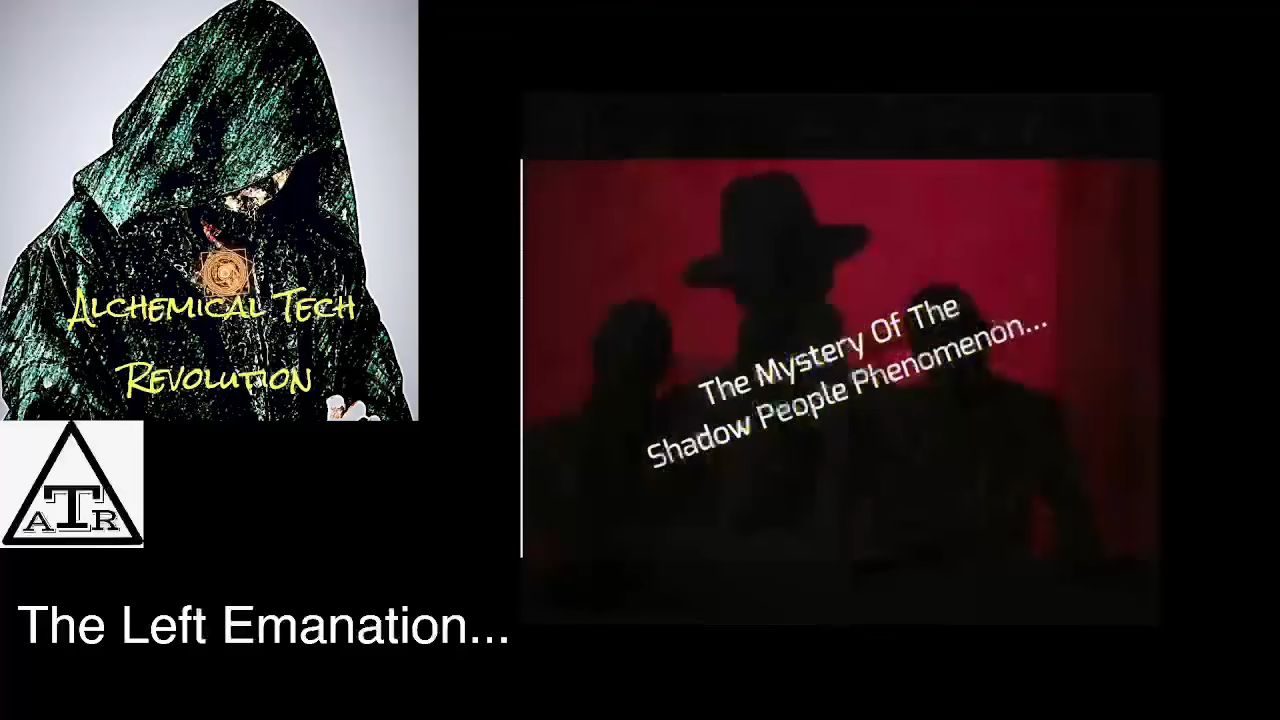 Alchemical Tech
Revolution
ATR
The Left Emanation...
The Mystery Of The
Shadow People Phenomenon...